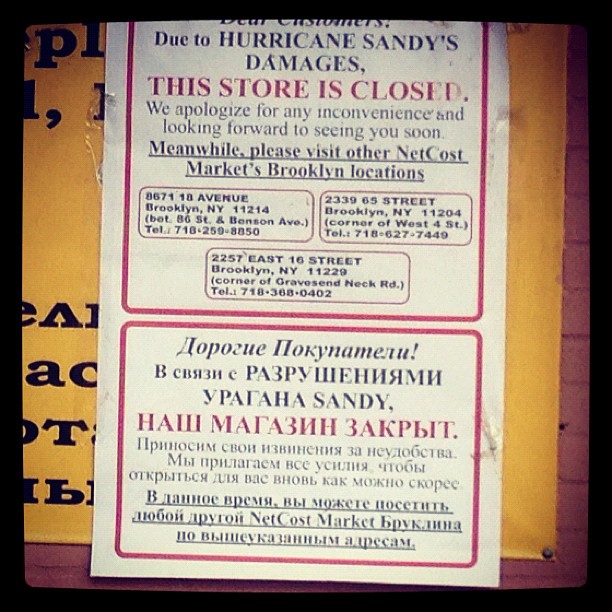 Dear Customers!
Due to HURRICANE SANDY'S
DAMAGES,
THIS STORE IS CLOSED.
We apologize for any inconvenience and
looking forward to seeing you soon.
Meanwhile, please visit other NetCost
Market's Brooklyn locations
8671 18 AVENUE
Brooklyn, NY 11214
(bet. 86 St. & Benson Ave.)
Tel.: 718-259-8850
2339 65 STREET
Brooklyn, NY 11204
(corner of West 4 St.)
Tel.: 718-627-7449
2257 EAST 16 STREET
Brooklyn, NY 11229
(corner of Gravesend Neck Rd.)
Tel.: 718-368-0402
Дорогие Покупатели!
В связи с РАЗРУШЕНИЯМИ
УРАГАНА SANDY,
НАШ МАГАЗИН ЗАКРЫТ.
Приносим свои извинения за неудобства.
Мы прилагаем все усилия, чтобы
открыться для вас вновь как можно скорее.
В данное время, вы можете посетить
любой другой NetCost Market Бруклина
по вышеуказанным адресам.